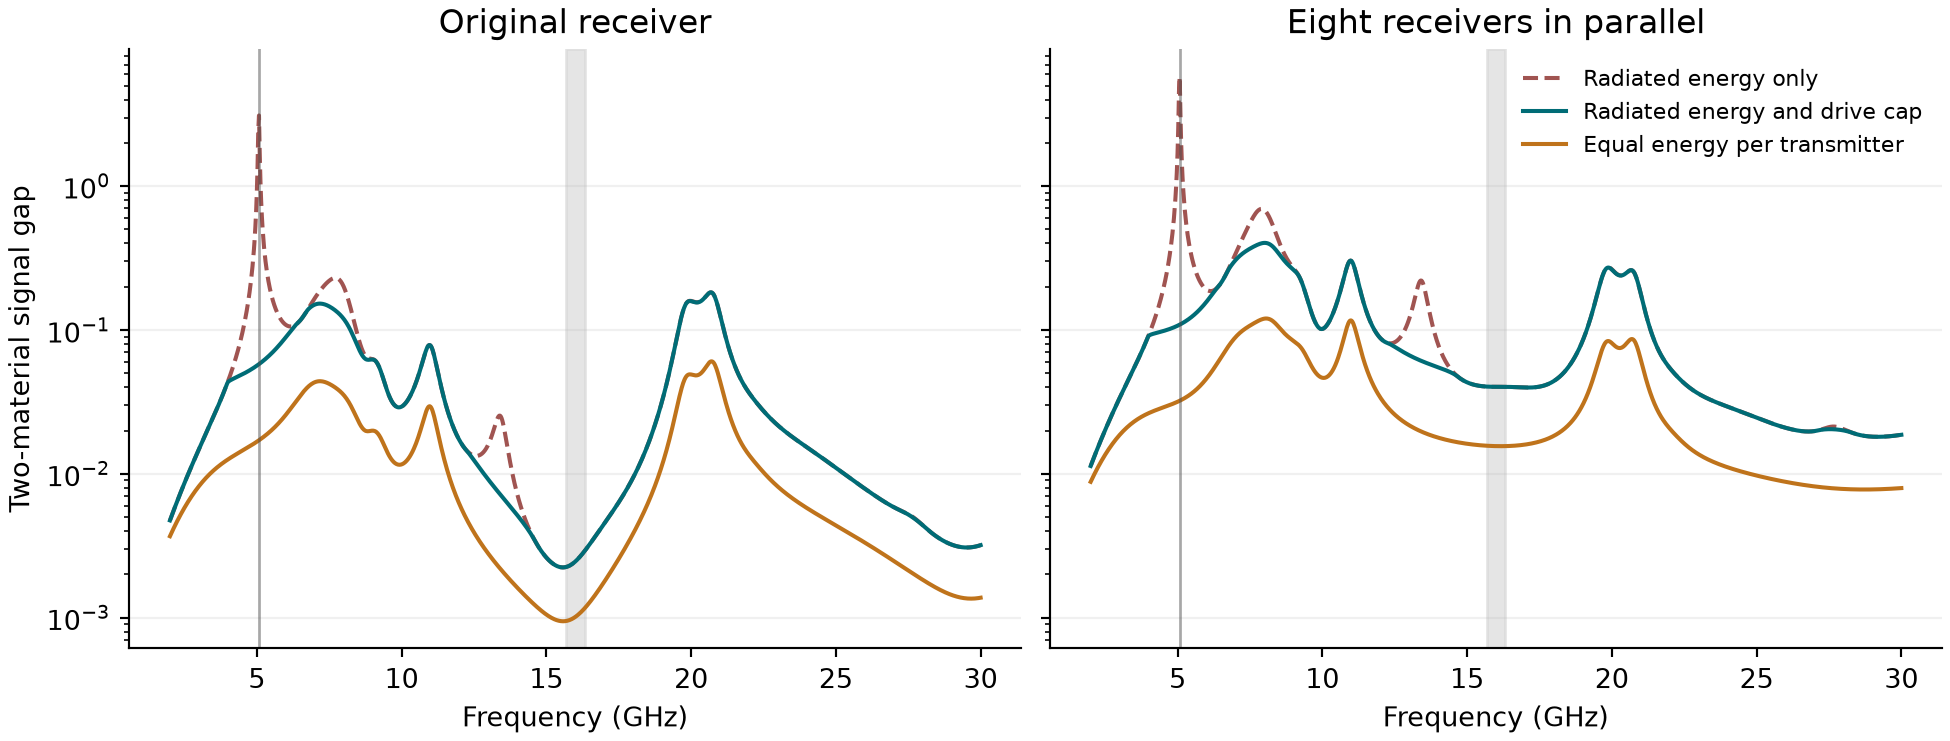 Original receiver
Eight receivers in parallel
Radiated energy only
Radiated energy and drive cap
Equal energy per transmitter
Two-material signal gap
10⁰
10⁻¹
10⁻²
10⁻³
5 10 15 20 25 30
5 10 15 20 25 30
Frequency (GHz)
Frequency (GHz)